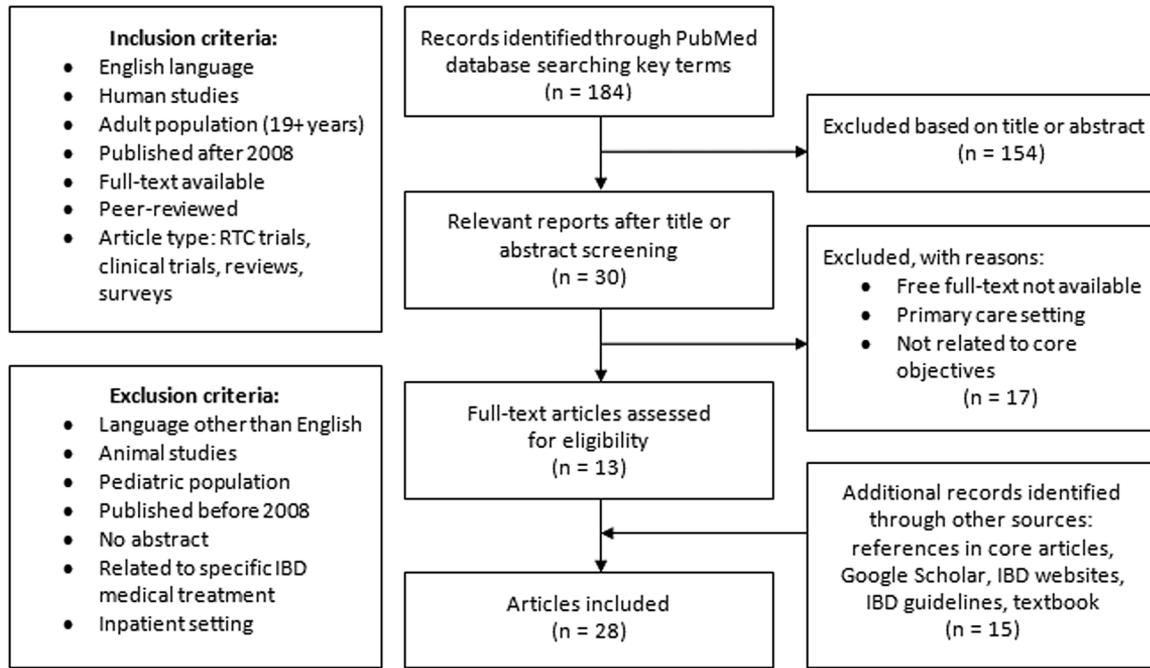 Inclusion criteria:
• English language
• Human studies
• Adult population (19+ years)
• Published after 2008
• Full-text available
• Peer-reviewed
• Article type: RTC trials,
clinical trials, reviews,
surveys
Exclusion criteria:
• Language other than English
• Animal studies
• Pediatric population
• Published before 2008
• No abstract
• Related to specific IBD
medical treatment
• Inpatient setting
Records identified through PubMed
database searching key terms
(n = 184)
Excluded based on title or abstract
(n = 154)
Relevant reports after title or
abstract screening
(n = 30)
Excluded, with reasons:
• Free full-text not available
• Primary care setting
• Not related to core
objectives
(n = 17)
Full-text articles assessed
for eligibility
(n = 13)
Additional records identified
through other sources:
references in core articles,
Google Scholar, IBD websites,
IBD guidelines, textbook
(n = 15)
Articles included
(n = 28)